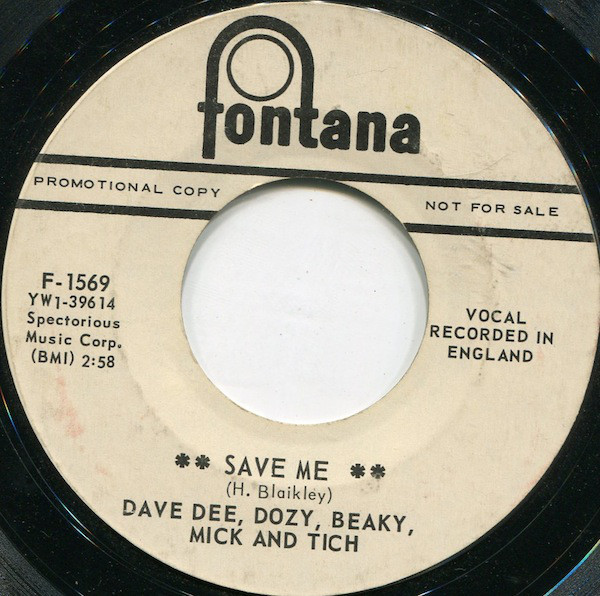 fontana
PROMOTIONAL COPY
NOT FOR SALE
F-1569
YW1-39614
Spectorious
Music Corp.
(BMI) 2:58
VOCAL
RECORDED IN
ENGLAND
** SAVE ME **
(H. Blaikley)
DAVE DEE, DOZY, BEAKY,
MICK AND TICH